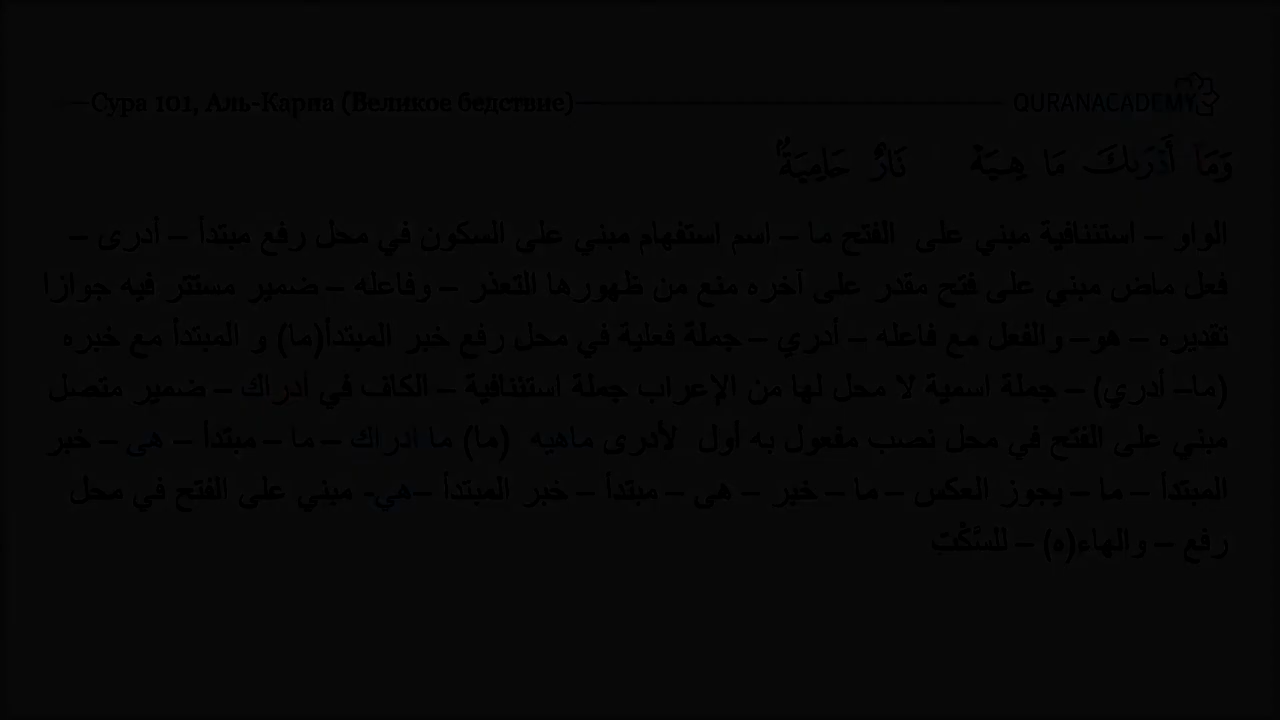 Сура 101, Аль-Кариа (Великое бедствие)
QURANACADEMY
وَمَا أَدْرَىٰكَ مَا هِيَهْ نَارٌ حَامِيَةٌۢ
الواو – استئنافية مبني على الفتح ما – اسم استفهام مبني على السكون في محل رفع مبتدأ – أدرى –
فعل ماض مبني على فتح مقدر على آخره منع من ظهورها التعذر – وفاعله – ضمير مستتر فيه جوازا
تقديره – هو– والفعل مع فاعله – أدري – جملة فعلية في محل رفع خبر المبتدأ(ما) و المبتدأ مع خبره
(ما– أدري) – جملة اسمية لا محل لها من الإعراب جملة استئنافية – الكاف في أدراك – ضمير متصل
مبني على الفتح في محل نصب مفعول به أول لأدرى ماهيه (ما) ما ادراك – ما – مبتدأ – هى – خبر
المبتدأ – ما – يجوز العكس – ما – خبر – هى – مبتدأ – خبر المبتدأ –هي- مبني على الفتح في محل
رفع – والهاء(ه) – للسَّكْتِ